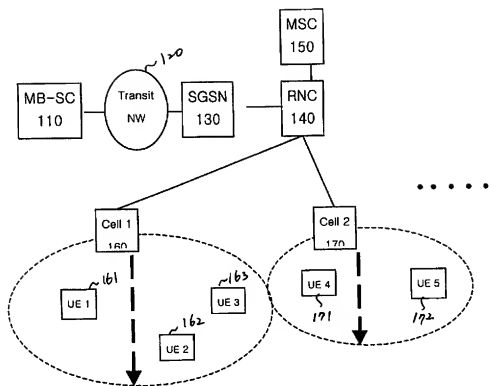 MSC
150
120
MB-SC
110
Transit
NW
SGSN
130
RNC
140
Cell 1
160
Cell 2
170
161
UE 1
162
UE 2
163
UE 3
UE 4
171
UE 5
172